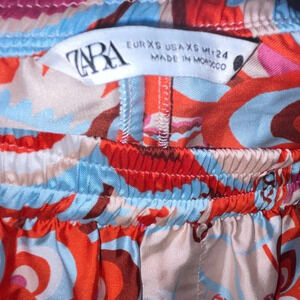 ZARA
EUR XS USA XS MEX 24
MADE IN MOROCCO